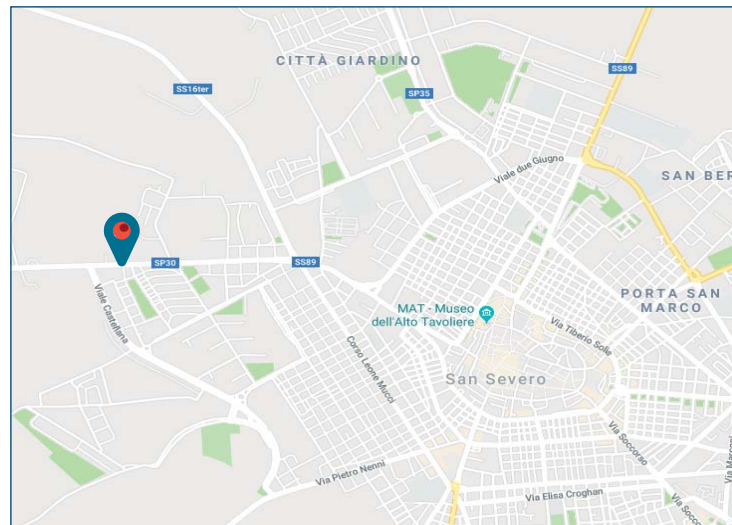 CITTÀ GIARDINO
SS89
SS16ter
SP35
Viale due Giugno
SAN BER
SP30
SS89
Viale Castellana
PORTA SAN
MARCO
MAT - Museo
dell'Alto Tavoliere
Via Tiberio Solis
Corso Leone Mucci
San Severo
Via Soccorso
Via Marconi
Via Pietro Nenni
Via Elisa Croghan
Via Socco